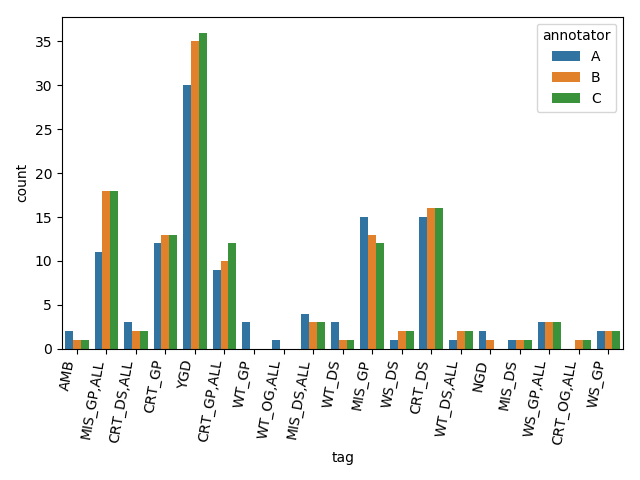 annotator
A
B
C
count
35
30
25
20
15
10
5
0
AMB
MIS_GP,ALL
CRT_DS,ALL
CRT_GP
YGD
CRT_GP,ALL
WT_GP
WT_OG,ALL
MIS_DS,ALL
WT_DS
MIS_GP
WS_DS
CRT_DS
WT_DS,ALL
NGD
MIS_DS
WS_GP,ALL
CRT_OG,ALL
WS_GP
tag